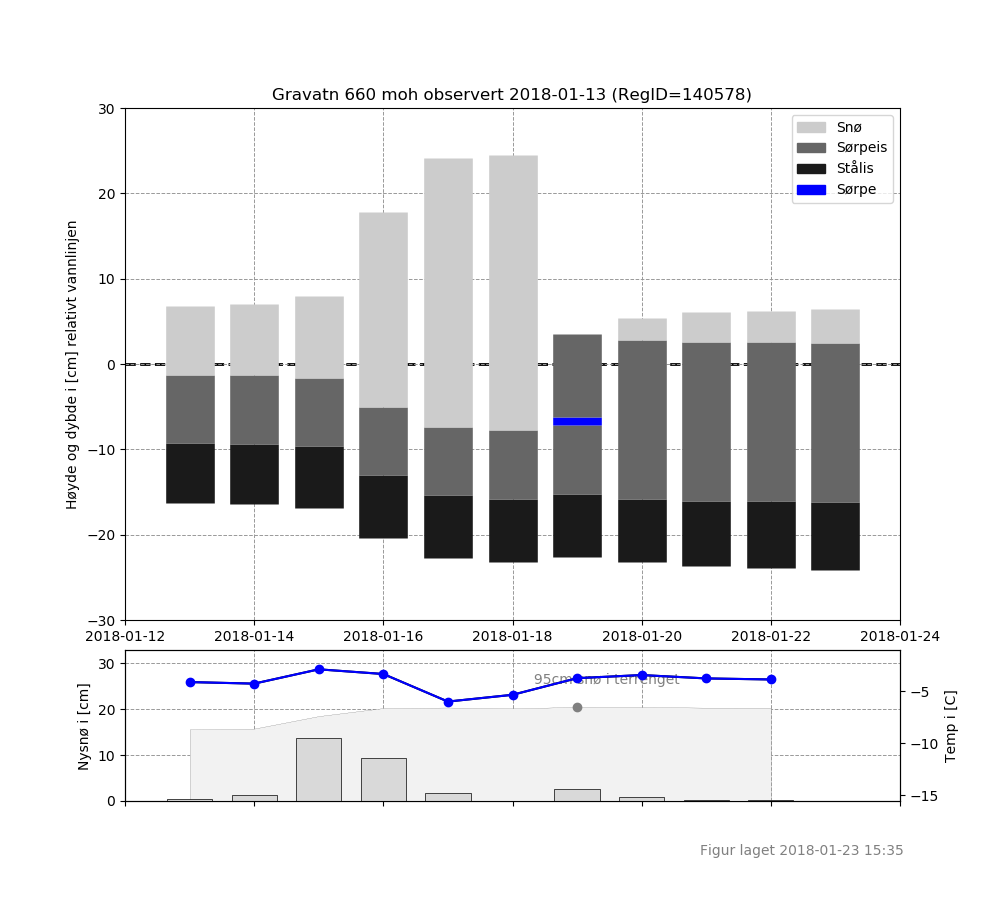 Gravatn 660 moh observert 2018-01-13 (RegID=140578)
Høyde og dybde i [cm] relativt vannlinjen
30
20
10
0
−10
−20
−30
Snø
Sørpeis
Stålis
Sørpe
2018-01-12 2018-01-14 2018-01-16 2018-01-18 2018-01-20 2018-01-22 2018-01-24
Nysnø i [cm]
30
20
10
0
95cm snø i terrenget
−5
−10
−15
Temp i [C]
Figur laget 2018-01-23 15:35